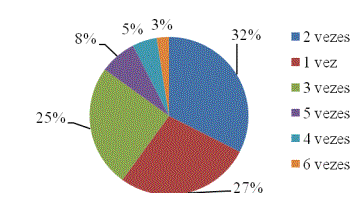 5% 3%
8%
32%
25%
27%
2 vezes
1 vez
3 vezes
5 vezes
4 vezes
6 vezes